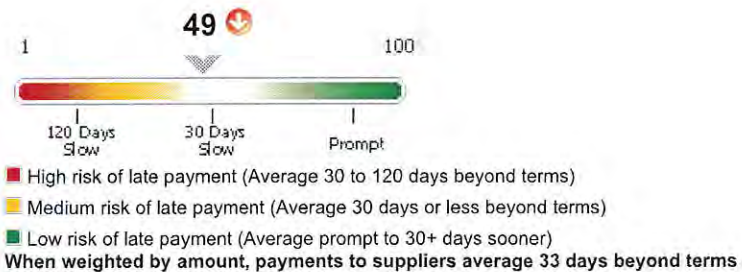 49
1 100
120 Days Slow 30 Days Slow Prompt
High risk of late payment (Average 30 to 120 days beyond terms)
Medium risk of late payment (Average 30 days or less beyond terms)
Low risk of late payment (Average prompt to 30+ days sooner)
When weighted by amount, payments to suppliers average 33 days beyond terms